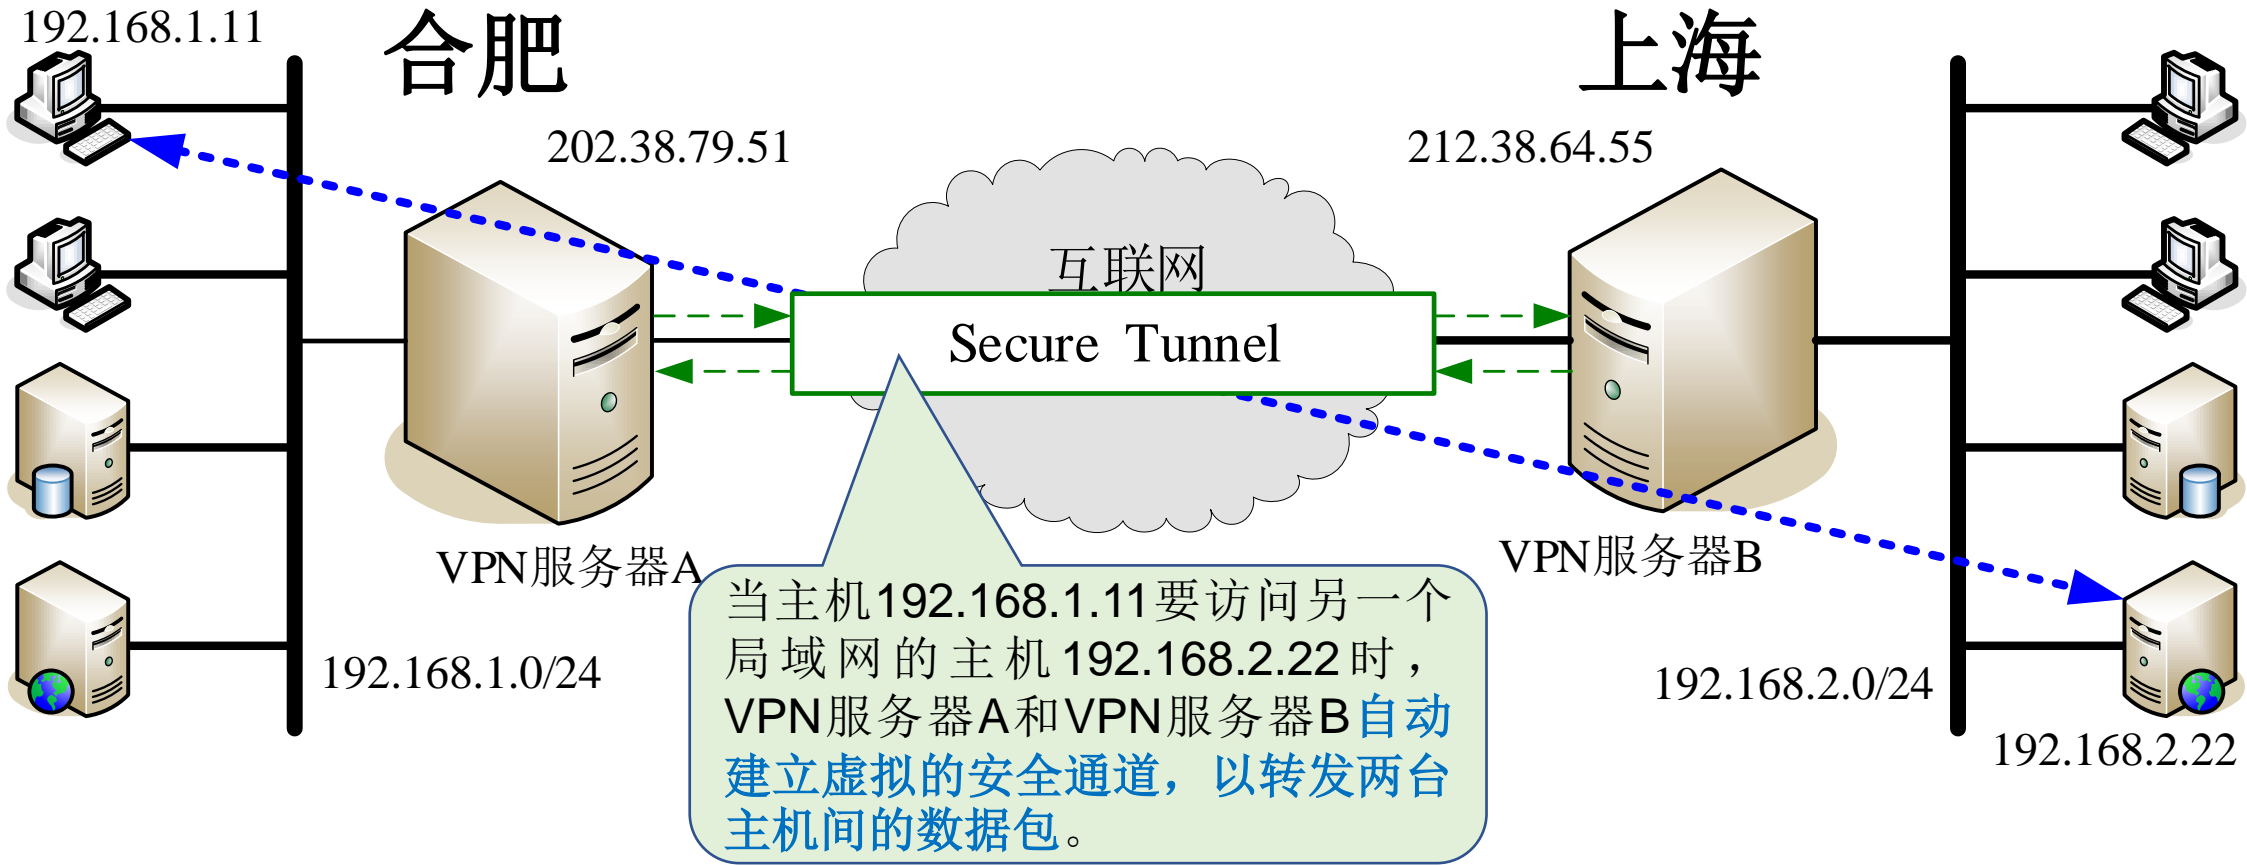 192.168.1.11
合肥
上海
202.38.79.51
212.38.64.55
互联网
Secure Tunnel
VPN服务器A
VPN服务器B
当主机192.168.1.11要访问另一个
局域网的主机192.168.2.22时，
VPN服务器A和VPN服务器B自动
建立虚拟的安全通道，以转发两台
主机间的数据包。
192.168.1.0/24
192.168.2.0/24
192.168.2.22